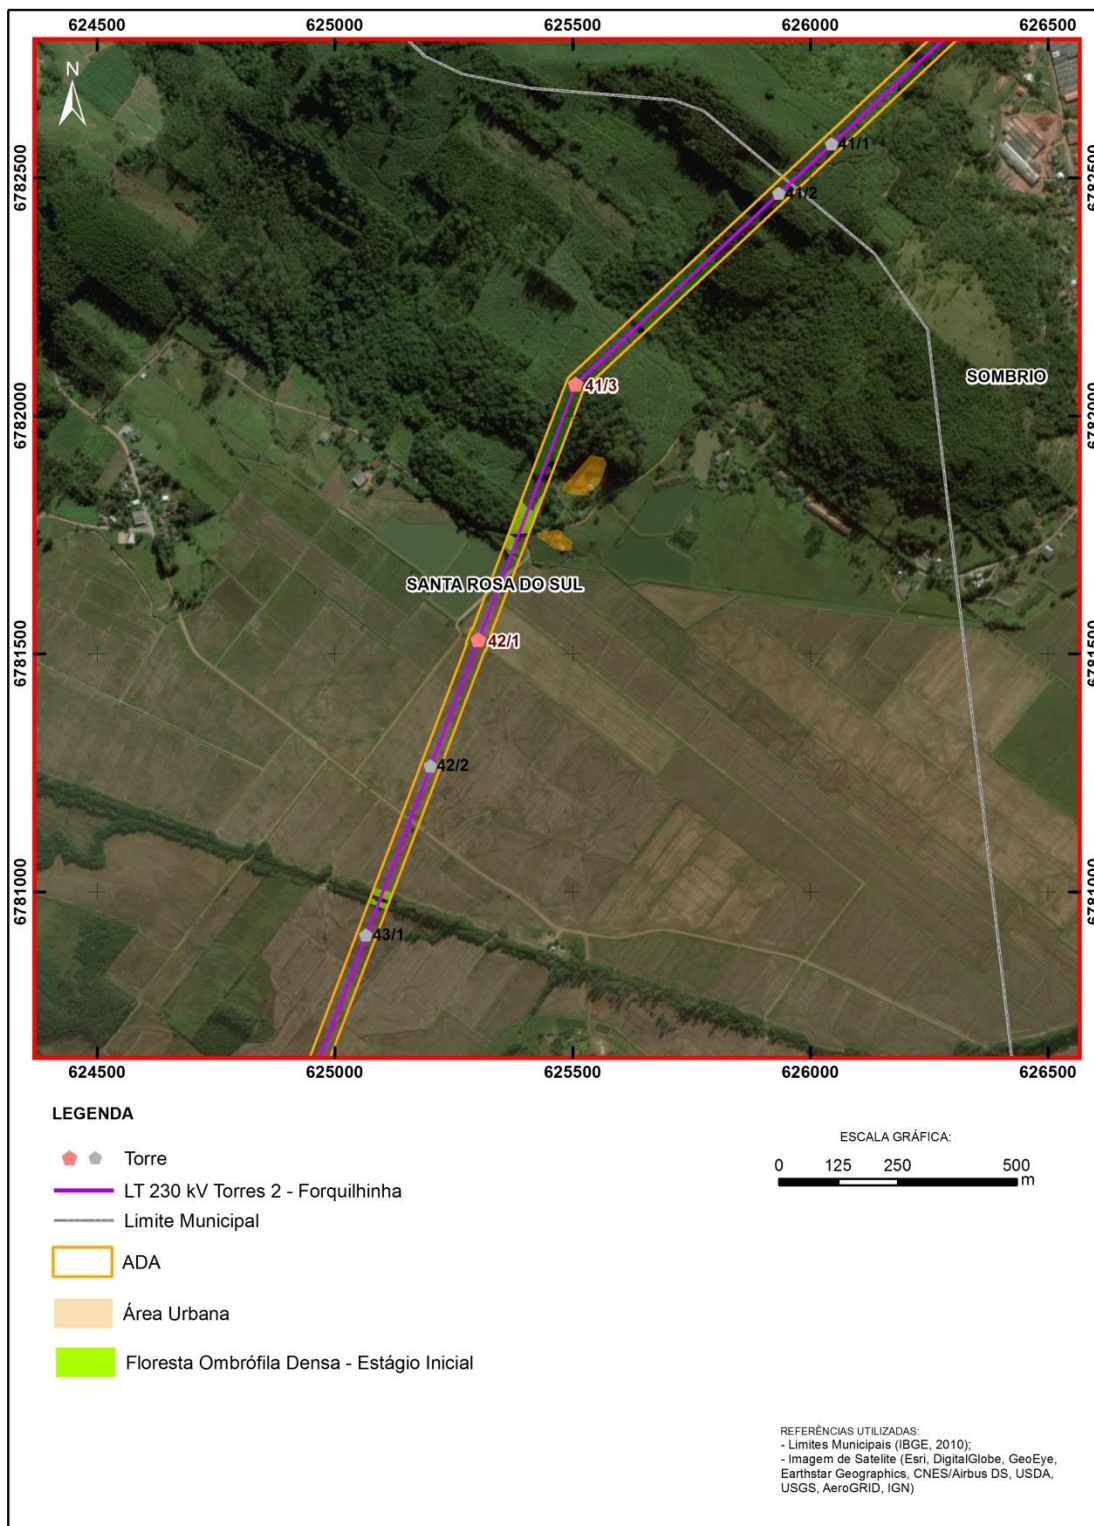 624500 625000 625500 626000 626500
N
6782500 6782500
6782000 6782000
6781500 6781500
6781000 6781000
41/1
41/2
SOMBRIO
41/3
SANTA ROSA DO SUL
42/1
42/2
43/1
624500 625000 625500 626000 626500
LEGENDA
Torre
LT 230 kV Torres 2 - Forquilhinha
Limite Municipal
ADA
Área Urbana
Floresta Ombrófila Densa - Estágio Inicial
ESCALA GRÁFICA:
0 125 250 500
m
REFERÊNCIAS UTILIZADAS:
- Limites Municipais (IBGE, 2010);
- Imagem de Satelite (Esri, DigitalGlobe, GeoEye,
Earthstar Geographics, CNES/Airbus DS, USDA,
USGS, AeroGRID, IGN)